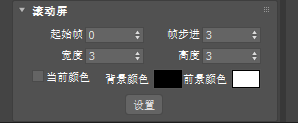 滚动屏
起始帧 0 帧步进 3
宽度 3 高度 3
当前颜色 背景颜色 前景颜色
设置